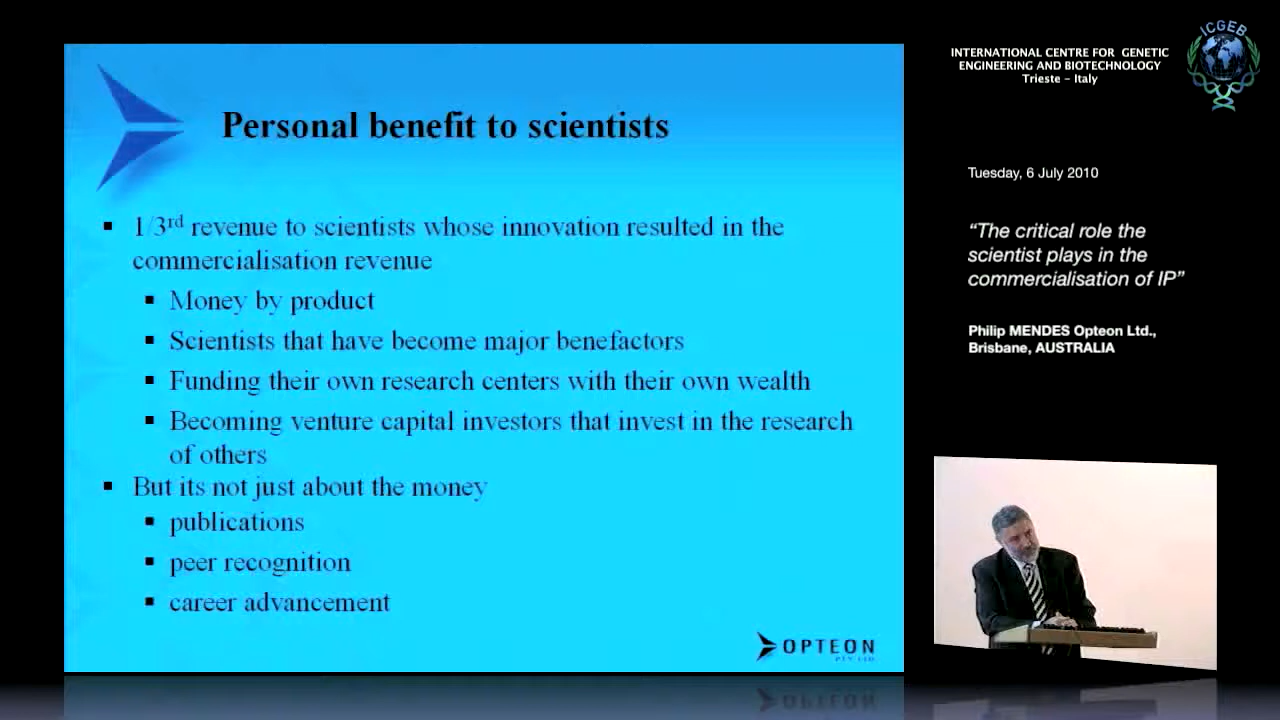 Personal benefit to scientists
▪ 1/3rd revenue to scientists whose innovation resulted in the
commercialisation revenue
▪ Money by product
▪ Scientists that have become major benefactors
▪ Funding their own research centers with their own wealth
▪ Becoming venture capital investors that invest in the research
of others
▪ But its not just about the money
▪ publications
▪ peer recognition
▪ career advancement
OPTEON
PTY LTD
INTERNATIONAL CENTRE FOR GENETIC
ENGINEERING AND BIOTECHNOLOGY
Trieste - Italy
ICGEB
Tuesday, 6 July 2010
“The critical role the
scientist plays in the
commercialisation of IP”
Philip MENDES Opteon Ltd.,
Brisbane, AUSTRALIA